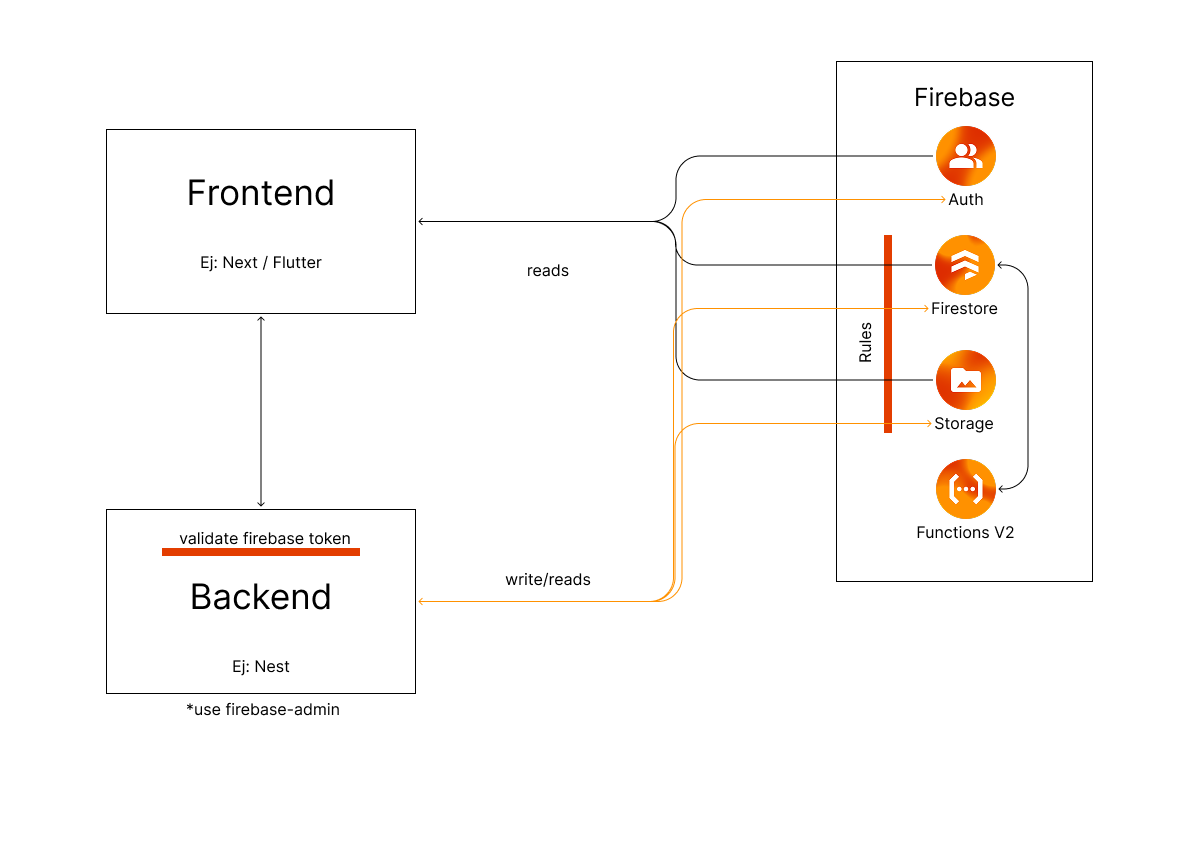 Frontend
Ej: Next / Flutter
reads
validate firebase token
Backend
Ej: Nest
*use firebase-admin
write/reads
Firebase
Auth
Firestore
Rules
Storage
Functions V2